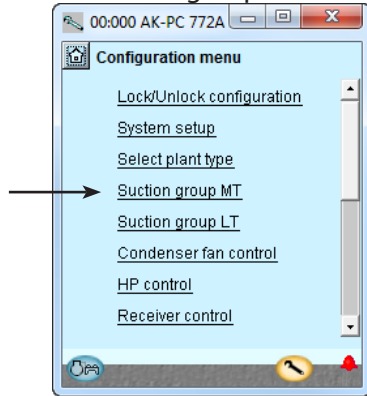 00:000 AK-PC 772A
Configuration menu
Lock/Unlock configuration
System setup
Select plant type
Suction group MT
Suction group LT
Condenser fan control
HP control
Receiver control